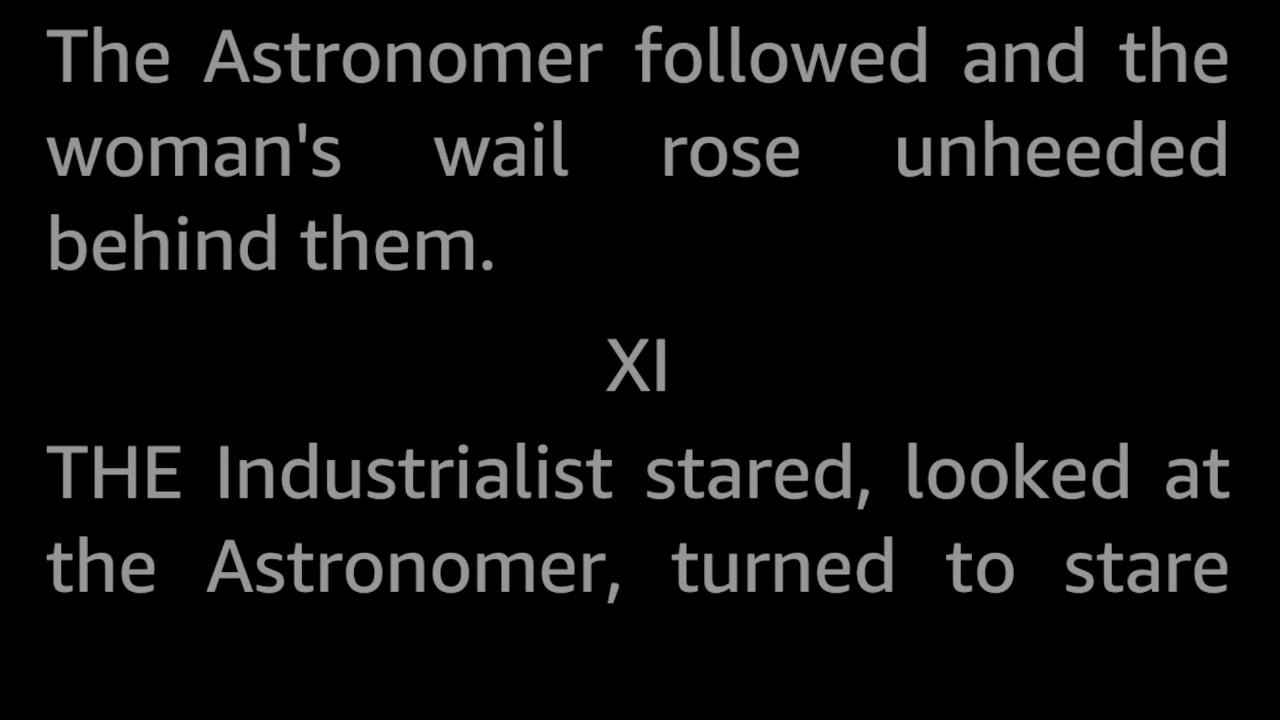 The Astronomer followed and the
woman's wail rose unheeded
behind them.
XI
THE Industrialist stared, looked at
the Astronomer, turned to stare